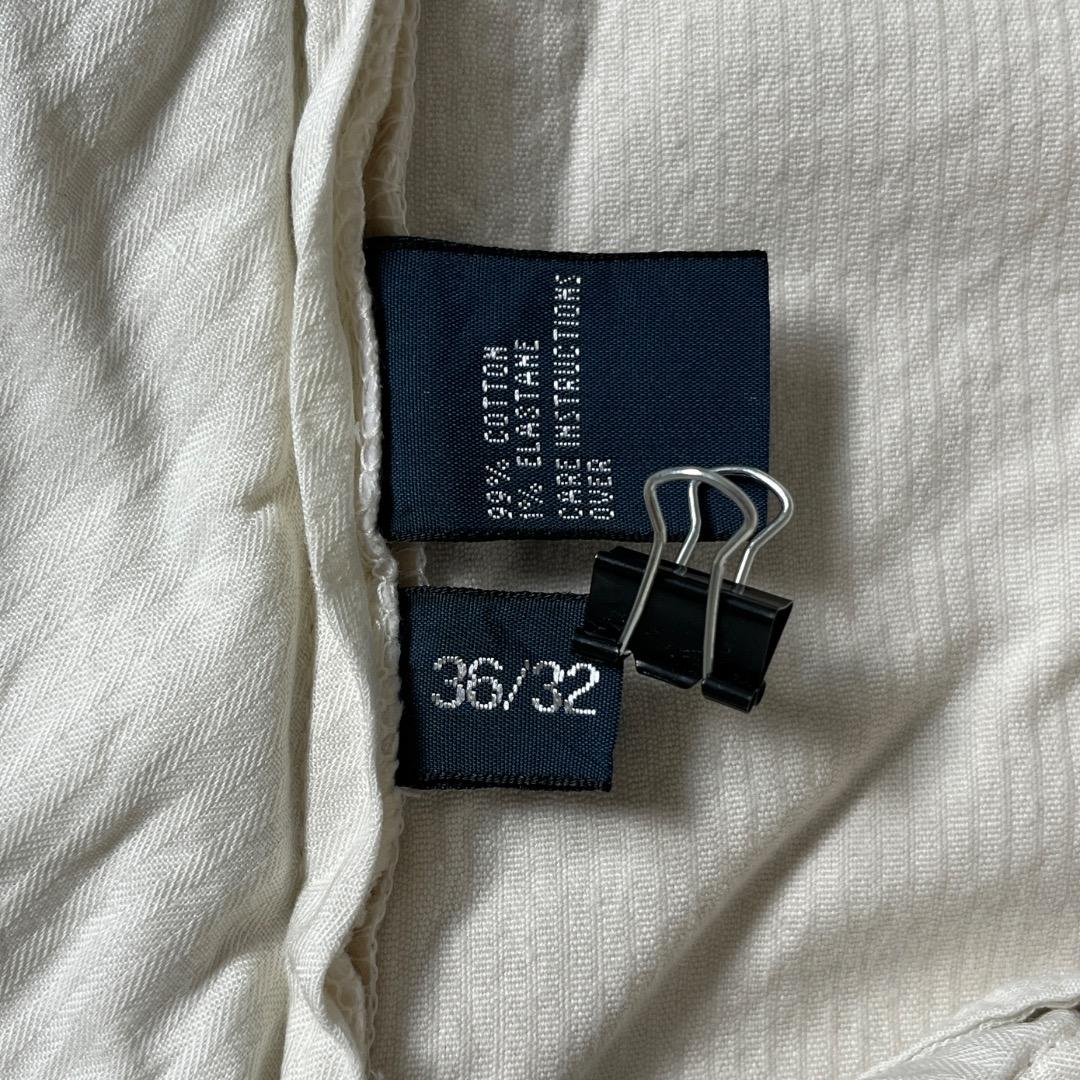 99% COTTON
1% ELASTANE
CARE INSTRUCTIONS
OVER
36/32